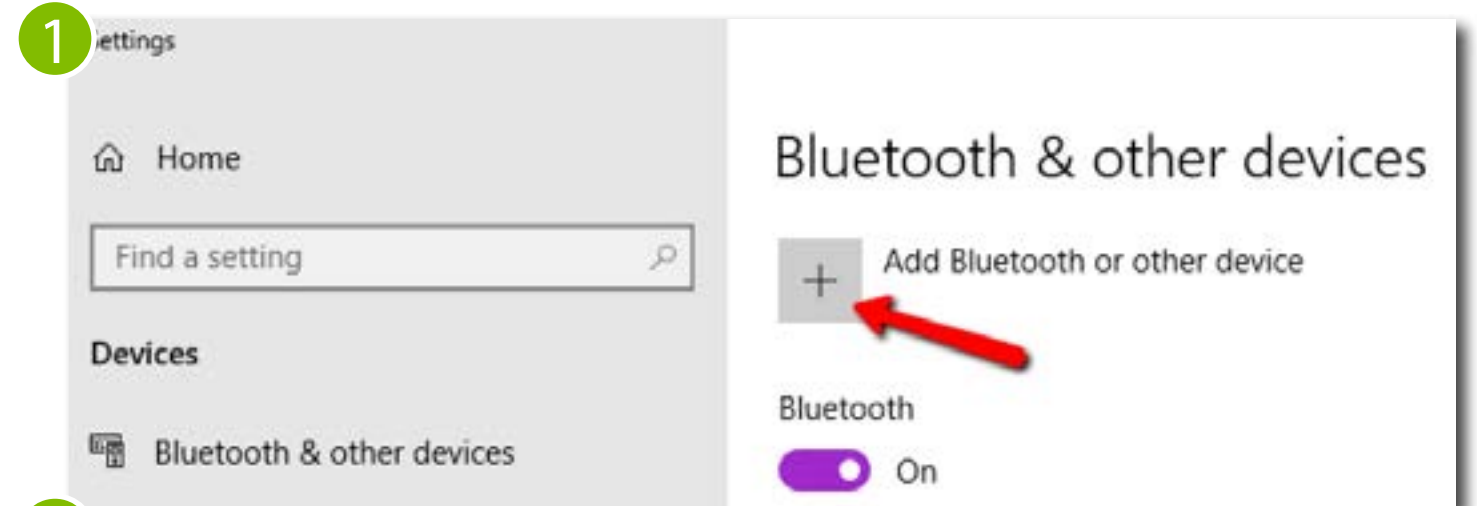 1
ettings
Home
Find a setting
Devices
Bluetooth & other devices
Bluetooth & other devices
Add Bluetooth or other device
Bluetooth
On